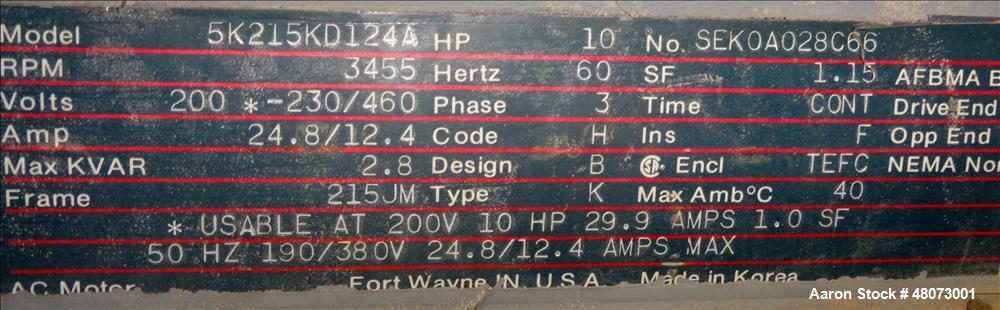 Model 5K215KD124A HP 10 No. SEK0A028C66
RPM 3455 Hertz 60 SF 1.15 AFBMA B
Volts 200 *-230/460 Phase 3 Time CONT Drive End
Amp 24.8/12.4 Code H Ins F Opp End
Max KVAR 2.8 Design B Encl TEFC NEMA No
Frame 215JM Type K Max Amb°C 40
* USABLE AT 200V 10 HP 29.9 AMPS 1.0 SF
50 HZ 190/380V 24.8/12.4 AMPS MAX
AC Motor Fort Wayne, IN. U.S.A. Made in Korea
Aaron Stock # 48073001